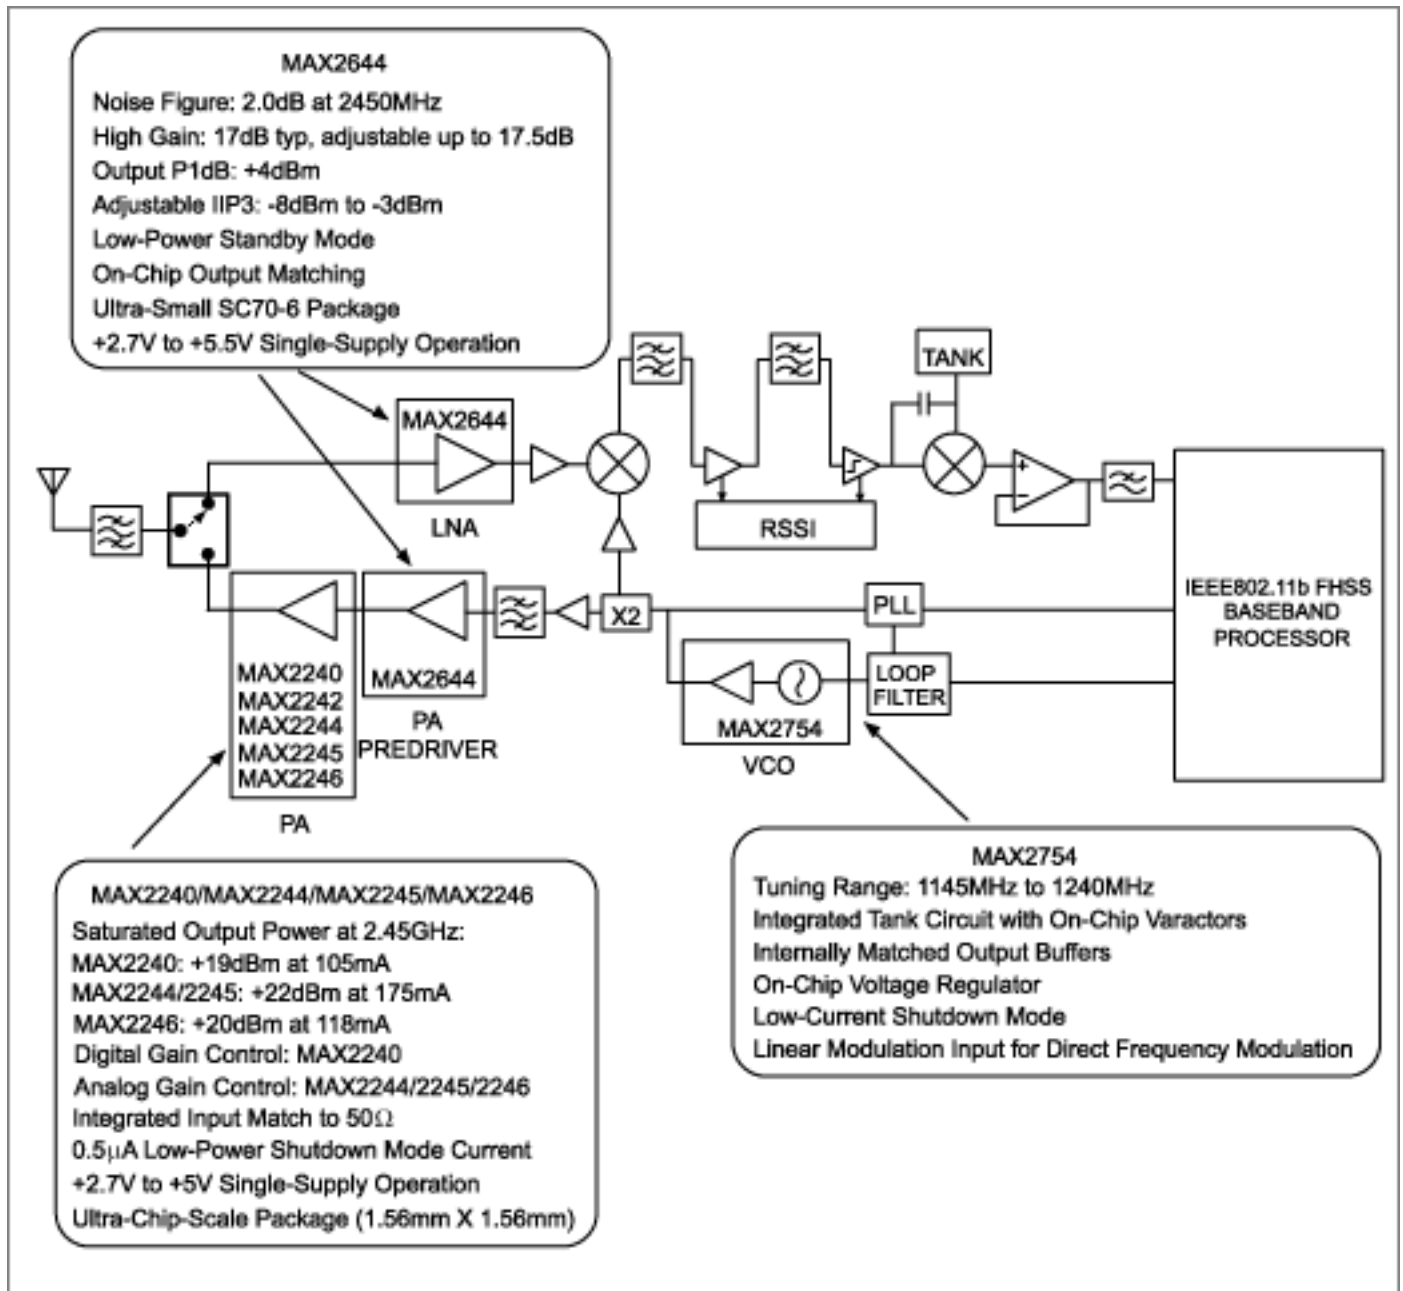 MAX2644
Noise Figure: 2.0dB at 2450MHz
High Gain: 17dB typ, adjustable up to 17.5dB
Output P1dB: +4dBm
Adjustable IIP3: -8dBm to -3dBm
Low-Power Standby Mode
On-Chip Output Matching
Ultra-Small SC70-6 Package
+2.7V to +5.5V Single-Supply Operation
TANK
MAX2644
LNA
RSSI
IEEE802.11b FHSS
BASEBAND
PROCESSOR
X2
PLL
LOOP
FILTER
MAX2754
VCO
MAX2644
PA
PREDRIVER
MAX2240
MAX2242
MAX2244
MAX2245
MAX2246
PA
MAX2240/MAX2244/MAX2245/MAX2246
Saturated Output Power at 2.45GHz:
MAX2240: +19dBm at 105mA
MAX2244/2245: +22dBm at 175mA
MAX2246: +20dBm at 118mA
Digital Gain Control: MAX2240
Analog Gain Control: MAX2244/2245/2246
Integrated Input Match to 50Ω
0.5μA Low-Power Shutdown Mode Current
+2.7V to +5V Single-Supply Operation
Ultra-Chip-Scale Package (1.56mm X 1.56mm)
MAX2754
Tuning Range: 1145MHz to 1240MHz
Integrated Tank Circuit with On-Chip Varactors
Internally Matched Output Buffers
On-Chip Voltage Regulator
Low-Current Shutdown Mode
Linear Modulation Input for Direct Frequency Modulation